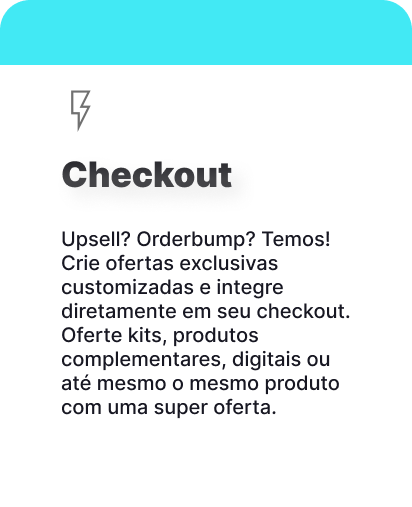 Checkout
Upsell? Orderbump? Temos!
Crie ofertas exclusivas
customizadas e integre
diretamente em seu checkout.
Oferte kits, produtos
complementares, digitais ou
até mesmo o mesmo produto
com uma super oferta.